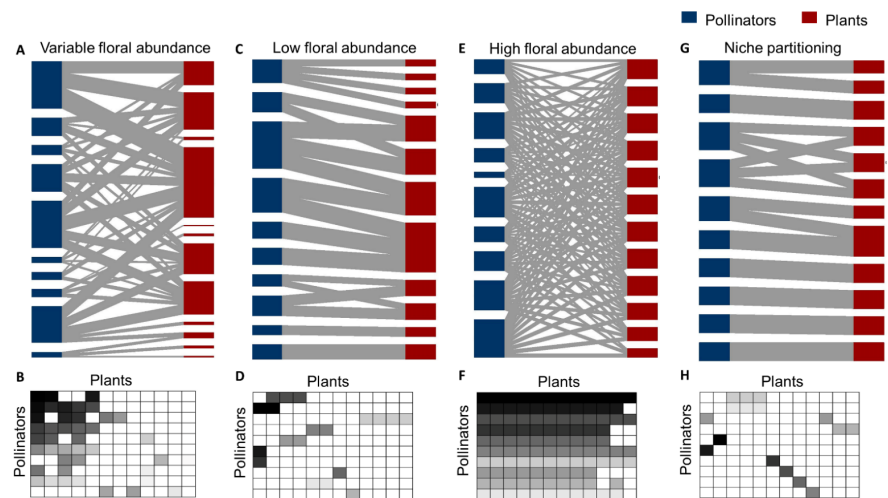 Pollinators Plants
A Variable floral abundance C Low floral abundance E High floral abundance G Niche partitioning
B Plants D Plants F Plants H Plants
Pollinators Pollinators Pollinators Pollinators